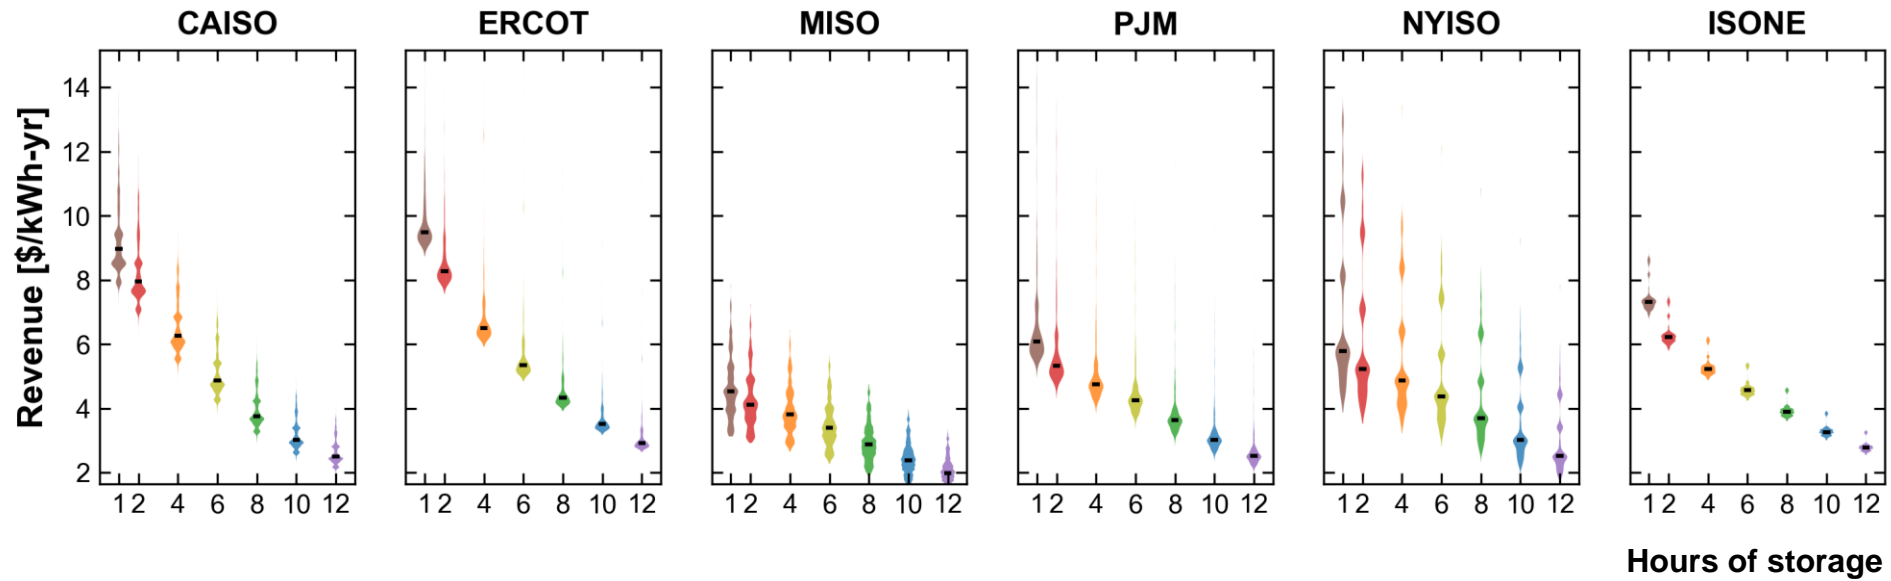 CAISO ERCOT MISO PJM NYISO ISONE
Revenue [$/kWh-yr]
14
12
10
8
6
4
2
1 2 4 6 8 10 12 1 2 4 6 8 10 12 1 2 4 6 8 10 12 1 2 4 6 8 10 12 1 2 4 6 8 10 12 1 2 4 6 8 10 12
Hours of storage